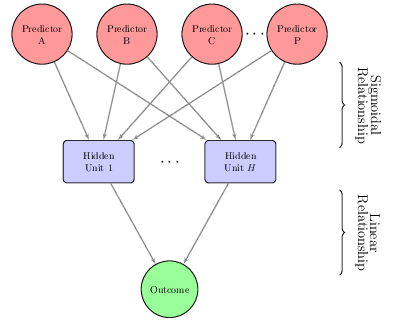 Predictor
A
Predictor
B
Predictor
C
...
Predictor
P
Sigmoidal
Relationship
Hidden
Unit 1
...
Hidden
Unit H
Linear
Relationship
Outcome